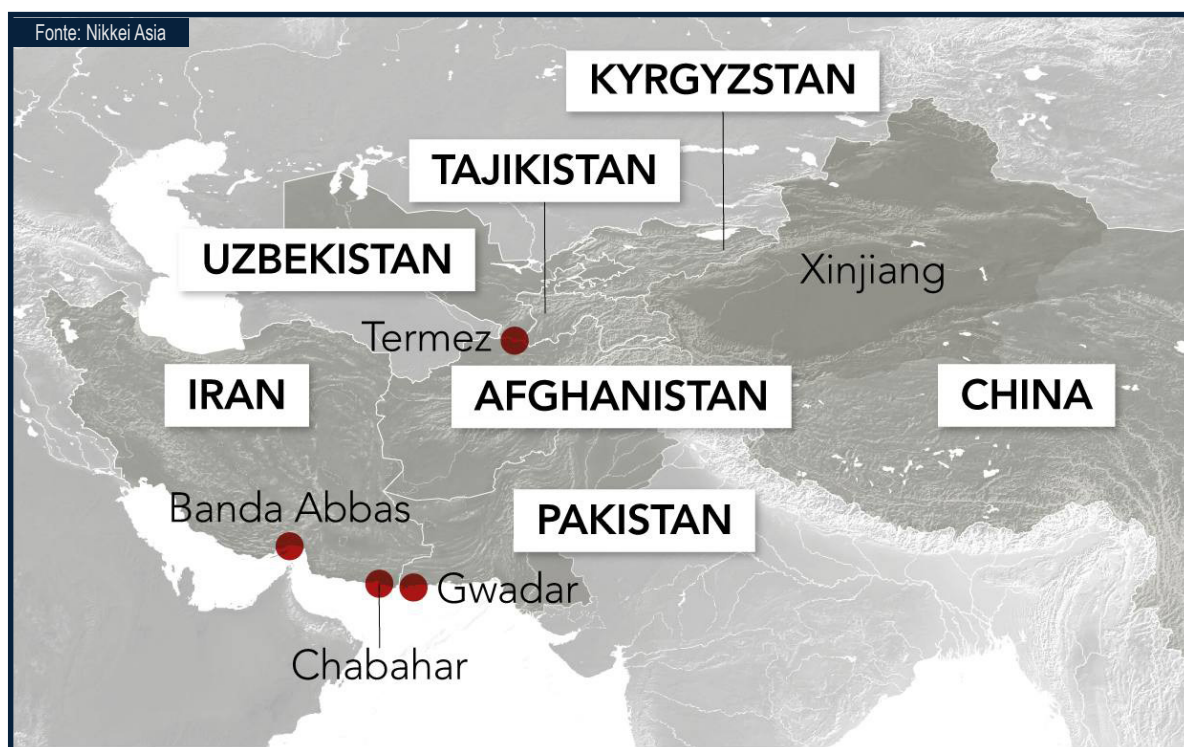 Fonte: Nikkei Asia
KYRGYZSTAN
TAJIKISTAN
UZBEKISTAN
Xinjiang
Termez
IRAN
AFGHANISTAN
CHINA
Banda Abbas
PAKISTAN
Gwadar
Chabahar